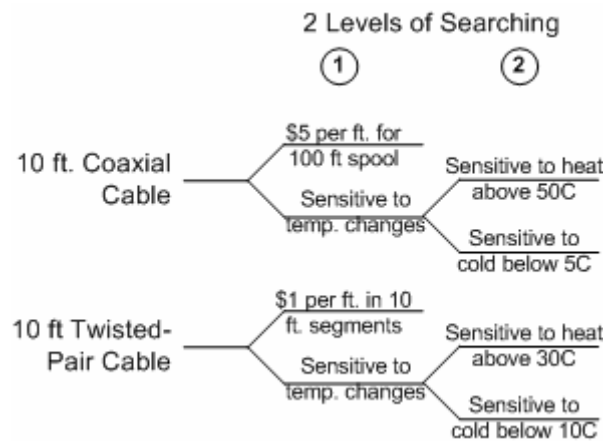 2 Levels of Searching
1
2
$5 per ft. for
100 ft spool
10 ft. Coaxial
Cable
Sensitive to
temp. changes
Sensitive to heat
above 50C
Sensitive to
cold below 5C
$1 per ft. in 10
ft. segments
10 ft Twisted-
Pair Cable
Sensitive to
temp. changes
Sensitive to heat
above 30C
Sensitive to
cold below 10C